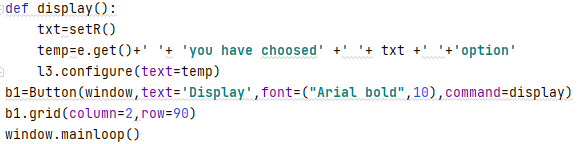 def display():
    txt=setR()
    temp=e.get()+' '+ 'you have choosed' +' '+ txt +' '+'option'
    l3.configure(text=temp)
b1=Button(window,text='Display',font=("Arial bold",10),command=display)
b1.grid(column=2,row=90)
window.mainloop()